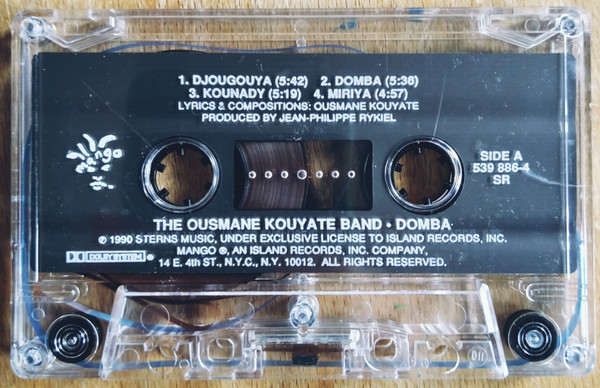 1. DJOUGOUYA (5:42) 2. DOMBA (5:36)
3. KOUNADY (5:19) 4. MIRIYA (4:57)
LYRICS & COMPOSITIONS: OUSMANE KOUYATE
PRODUCED BY JEAN-PHILIPPE RYKIEL
Mango
SIDE A
539 886-4
SR
THE OUSMANE KOUYATE BAND • DOMBA
℗ 1990 STERNS MUSIC, UNDER EXCLUSIVE LICENSE TO ISLAND RECORDS, INC.
MANGO ®, AN ISLAND RECORDS, INC. COMPANY,
DOLBY SYSTEM ®
14 E. 4th ST., N.Y.C., N.Y. 10012. ALL RIGHTS RESERVED.